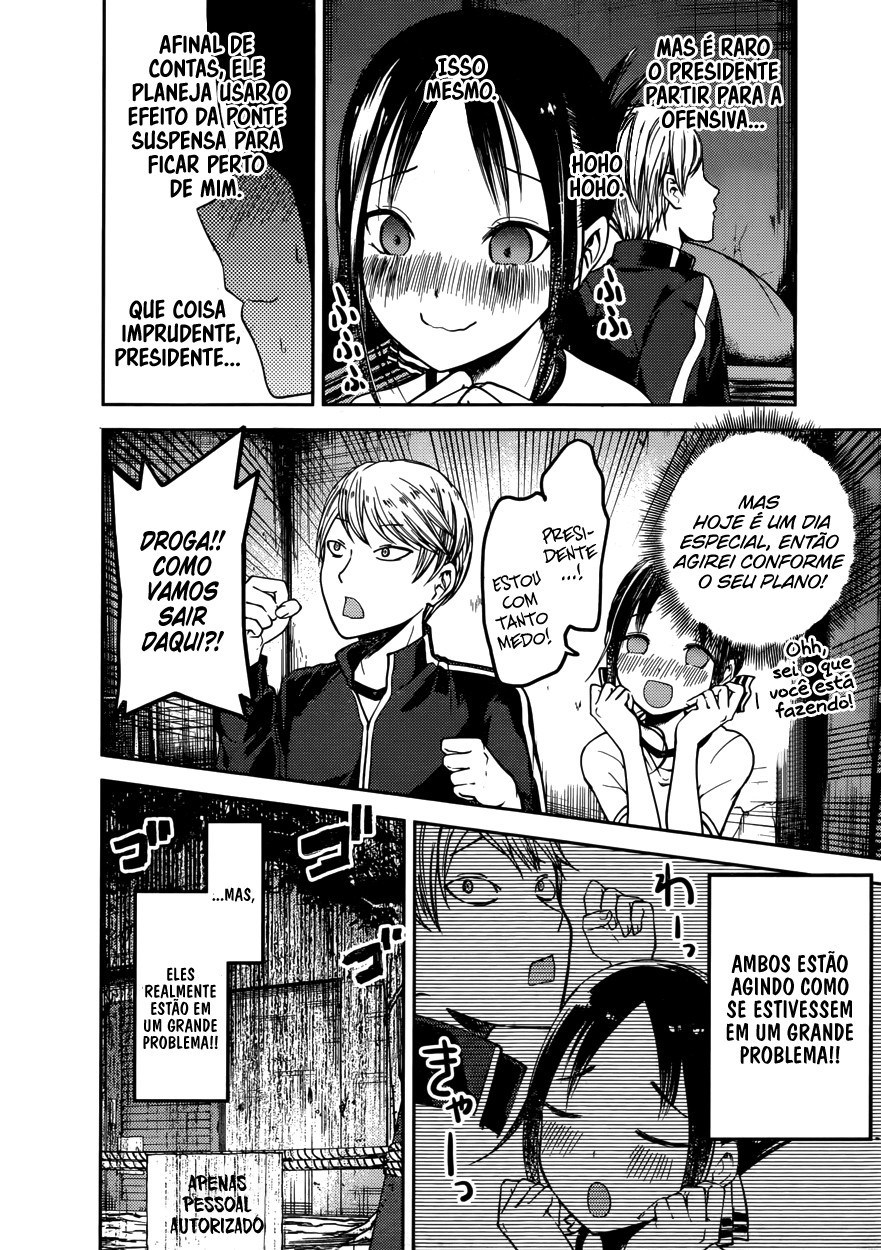 MAS É RARO
O PRESIDENTE
PARTIR PARA A
OFENSIVA...
HOHO
HOHO.
ふふふ
ISSO
MESMO.
ふふふ
AFINAL DE
CONTAS, ELE
PLANEJA USAR O
EFEITO DA PONTE
SUSPENSA PARA
FICAR PERTO
DE MIM.
QUE COISA
IMPRUDENTE,
PRESIDENTE...
MAS
HOJE É UM DIA
ESPECIAL, ENTÃO
AGIREI CONFORME
O SEU PLANO!
Ohh,
sei o que
você está
fazendo!
PRESI-
DENTE
...!
ESTOU
COM
TANTO
MEDO!
DROGA!!
COMO
VAMOS
SAIR
DAQUI?!
AMBOS ESTÃO
AGINDO COMO
SE ESTIVESSEM
EM UM GRANDE
PROBLEMA!!
わーっ
きゃーっ
ゴゴゴ
...MAS,
ELES
REALMENTE
ESTÃO EM
UM GRANDE
PROBLEMA!!
APENAS
PESSOAL
AUTORIZADO